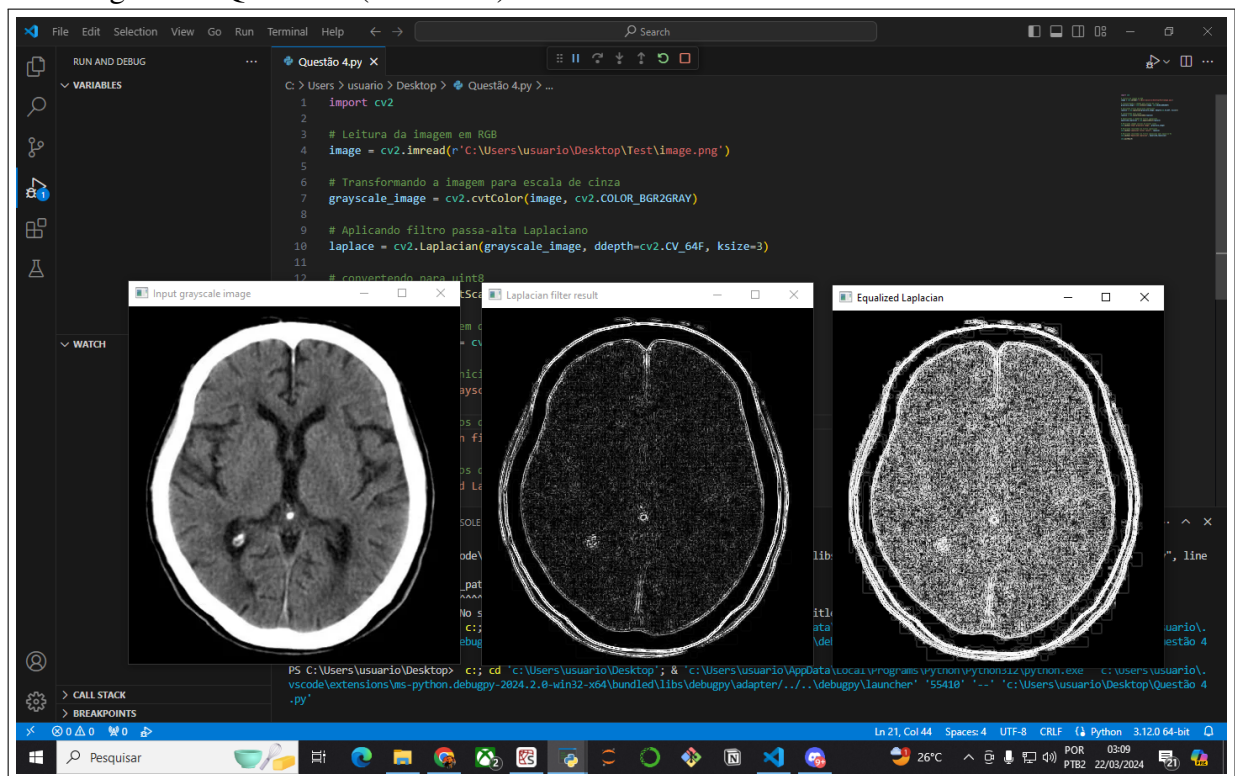 File Edit Selection View Go Run Terminal Help
Search
RUN AND DEBUG
Questão 4.py
VARIABLES
C: > Users > usuario > Desktop > Questão 4.py > ...
1 import cv2
2
3 # Leitura da imagem em RGB
4 image = cv2.imread(r'C:\Users\usuario\Desktop\Test\image.png')
5
6 # Transformando a imagem para escala de cinza
7 grayscale_image = cv2.cvtColor(image, cv2.COLOR_BGR2GRAY)
8
9 # Aplicando filtro passa-alta Laplaciano
10 laplace = cv2.Laplacian(grayscale_image, ddepth=cv2.CV_64F, ksize=3)
11
12 # convertendo para uint8
Input grayscale image
Laplacian filter result
Equalized Laplacian
WATCH
", line
PS C:\Users\usuario\Desktop> c:; cd 'c:\Users\usuario\Desktop'; & 'c:\Users\usuario\AppData\Local\Programs\Python\Python312\python.exe' 'c:\Users\usuario\.
vscode\extensions\ms-python.debugpy-2024.2.0-win32-x64\bundled\libs\debugpy\adapter/../..\debugpy\launcher' '55410' '--' 'c:\Users\usuario\Desktop\Questão 4
.py'
CALL STACK
BREAKPOINTS
0 0 0 Ln 21, Col 44 Spaces: 4 UTF-8 CRLF Python 3.12.0 64-bit
Pesquisar
26°C
POR 03:09
PTB2 22/03/2024